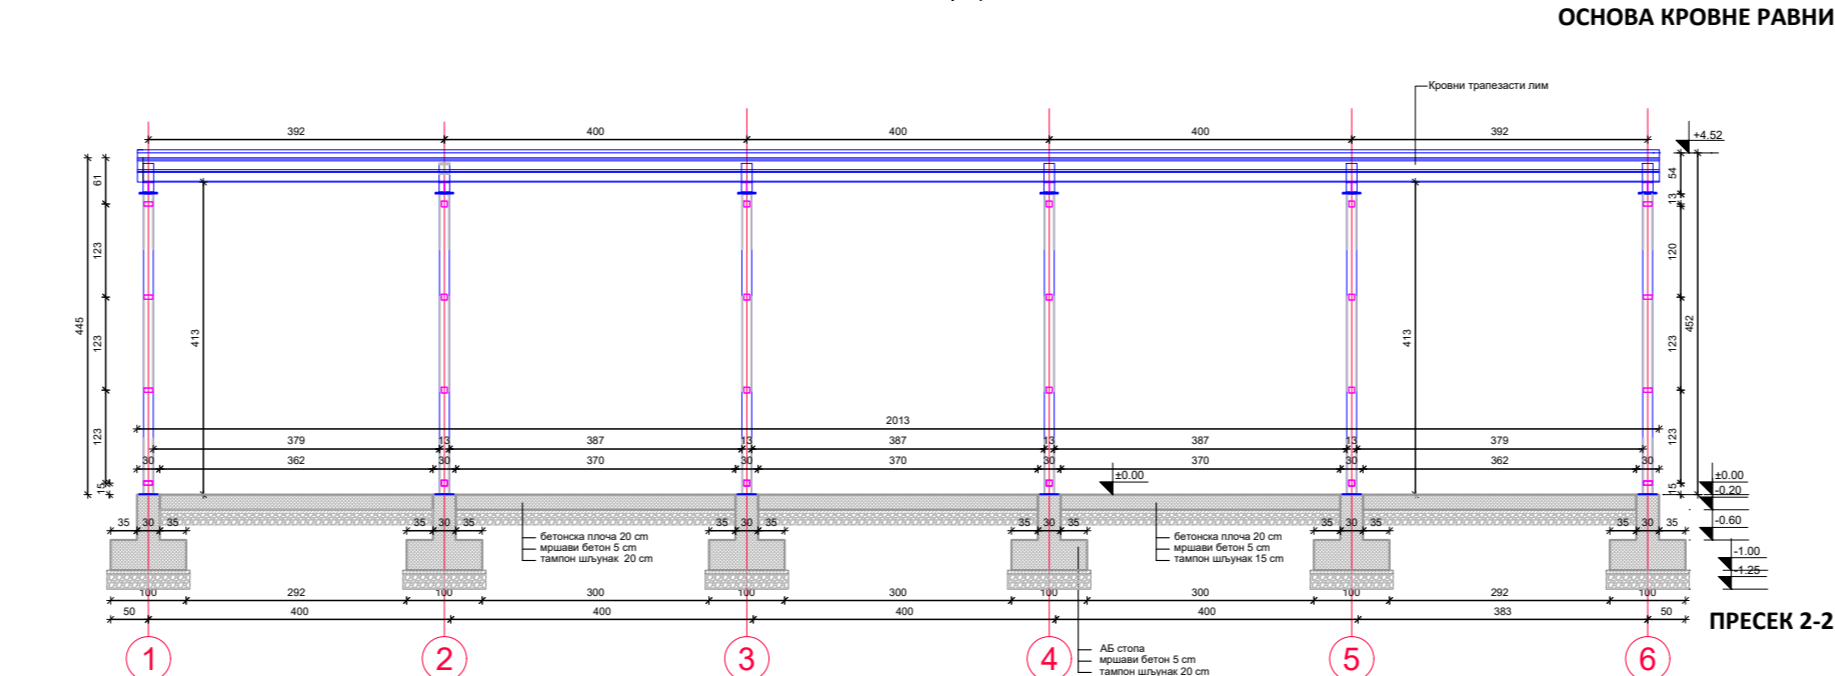 ОСНОВА КРОВНЕ РАВНИ
Кровни трапезасти лим
392 400 400 400 392
+4.52
61 54
13
123 120
445 123 413 413 123 452
2013
123 123
379 13 387 13 387 13 387 13 379
30 362 30 370 30 370 30 370 30 362 30
15 ±0.00 15 ±0.00
-0.20
35 30 35 35 30 35 35 30 35 35 30 35 35 30 35 35 30 35 -0.60
бетонска плоча 20 cm
мршави бетон 5 cm
тампон шљунак 20 cm
бетонска плоча 20 cm
мршави бетон 5 cm
тампон шљунак 15 cm
-1.00
-1.25
100 292 100 300 100 300 100 300 100 292 100
50 400 400 400 400 383 50
ПРЕСЕК 2-2
1 2 3 4 5 6
АБ стопа
мршави бетон 5 cm
тампон шљунак 20 cm